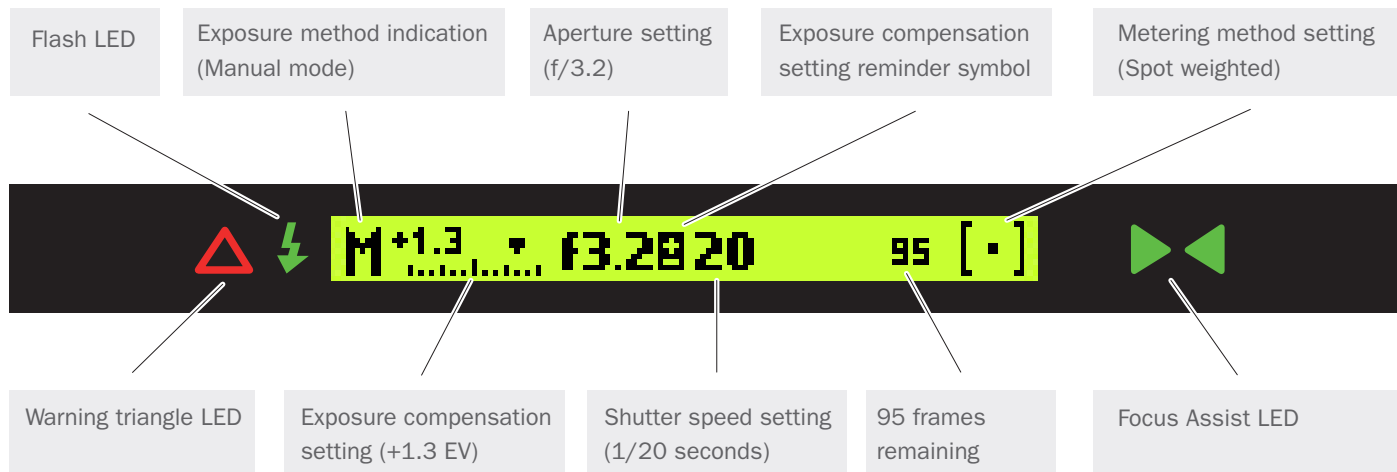 Flash LED
Exposure method indication
(Manual mode)
Aperture setting
(f/3.2)
Exposure compensation
setting reminder symbol
Metering method setting
(Spot weighted)
M +1.3 f3.2 20 95 [ ]
Warning triangle LED
Exposure compensation
setting (+1.3 EV)
Shutter speed setting
(1/20 seconds)
95 frames
remaining
Focus Assist LED